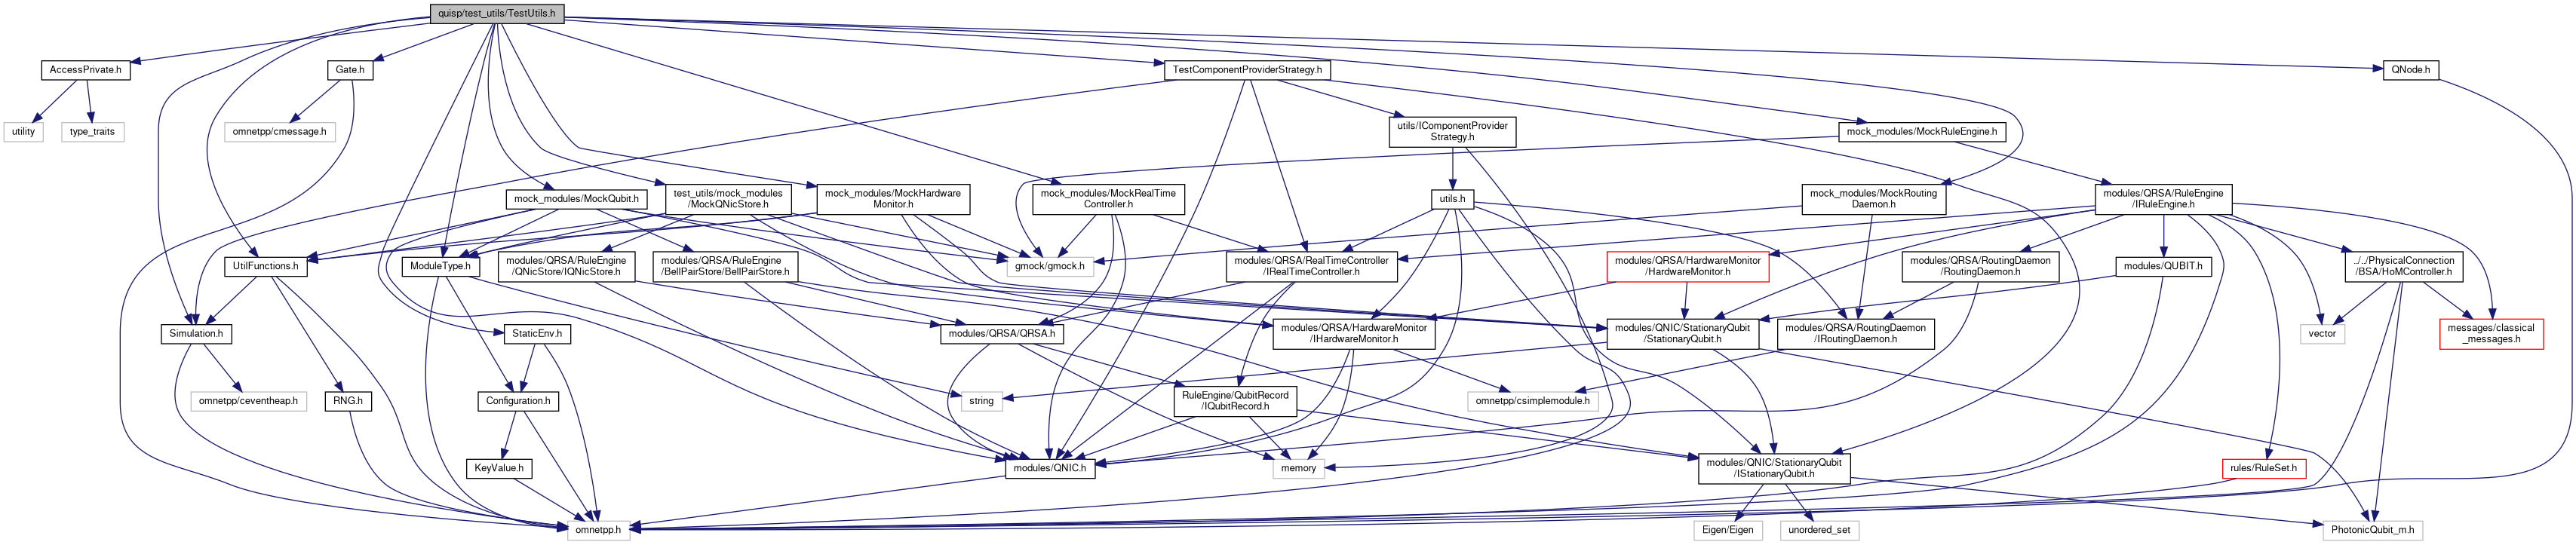 quisp/test_utils/TestUtils.h
AccessPrivate.h
Gate.h
TestComponentProviderStrategy.h
QNode.h
utility
type_traits
omnetpp/cmessage.h
utils/IComponentProvider
Strategy.h
mock_modules/MockRuleEngine.h
mock_modules/MockQubit.h
test_utils/mock_modules
/MockQNicStore.h
mock_modules/MockHardware
Monitor.h
mock_modules/MockRealTime
Controller.h
utils.h
mock_modules/MockRouting
Daemon.h
modules/QRSA/RuleEngine
/IRuleEngine.h
UtilFunctions.h
ModuleType.h
modules/QRSA/RuleEngine
/QNicStore/IQNicStore.h
modules/QRSA/RuleEngine
/BellPairStore/BellPairStore.h
gmock/gmock.h
modules/QRSA/RealTimeController
/IRealTimeController.h
modules/QRSA/HardwareMonitor
/HardwareMonitor.h
modules/QRSA/RoutingDaemon
/RoutingDaemon.h
modules/QUBIT.h
../../PhysicalConnection
/BSA/HoMController.h
Simulation.h
StaticEnv.h
modules/QRSA/QRSA.h
modules/QRSA/HardwareMonitor
/IHardwareMonitor.h
modules/QNIC/StationaryQubit
/StationaryQubit.h
modules/QRSA/RoutingDaemon
/IRoutingDaemon.h
vector
messages/classical
_messages.h
omnetpp/ceventheap.h
RNG.h
Configuration.h
string
RuleEngine/QubitRecord
/IQubitRecord.h
omnetpp/csimplemodule.h
KeyValue.h
modules/QNIC.h
memory
modules/QNIC/StationaryQubit
/IStationaryQubit.h
rules/RuleSet.h
omnetpp.h
Eigen/Eigen
unordered_set
PhotonicQubit_m.h